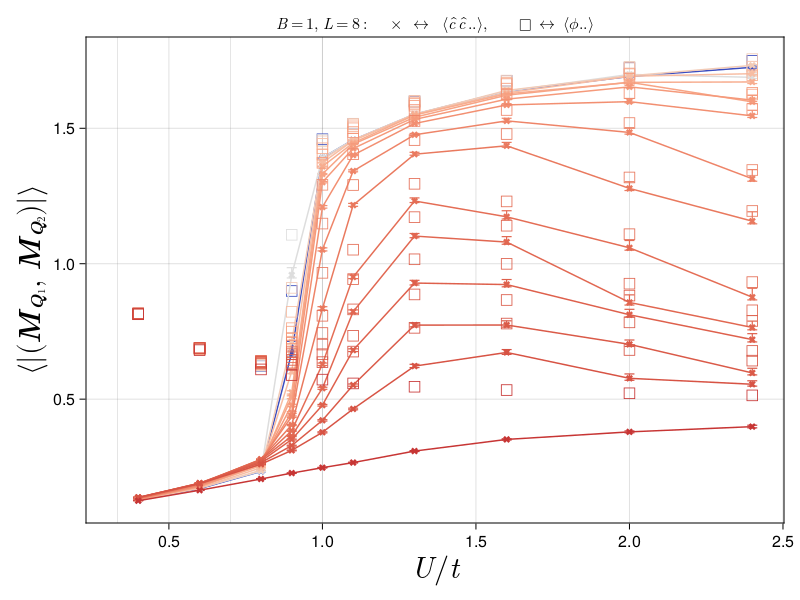 B = 1, L = 8 : × ↔ ⟨ĉ ĉ ..⟩, □ ↔ ⟨ϕ..⟩
⟨|(M_{Q_1}, M_{Q_2})|⟩
1.5
1.0
0.5
0.5 1.0 1.5 2.0 2.5
U/t